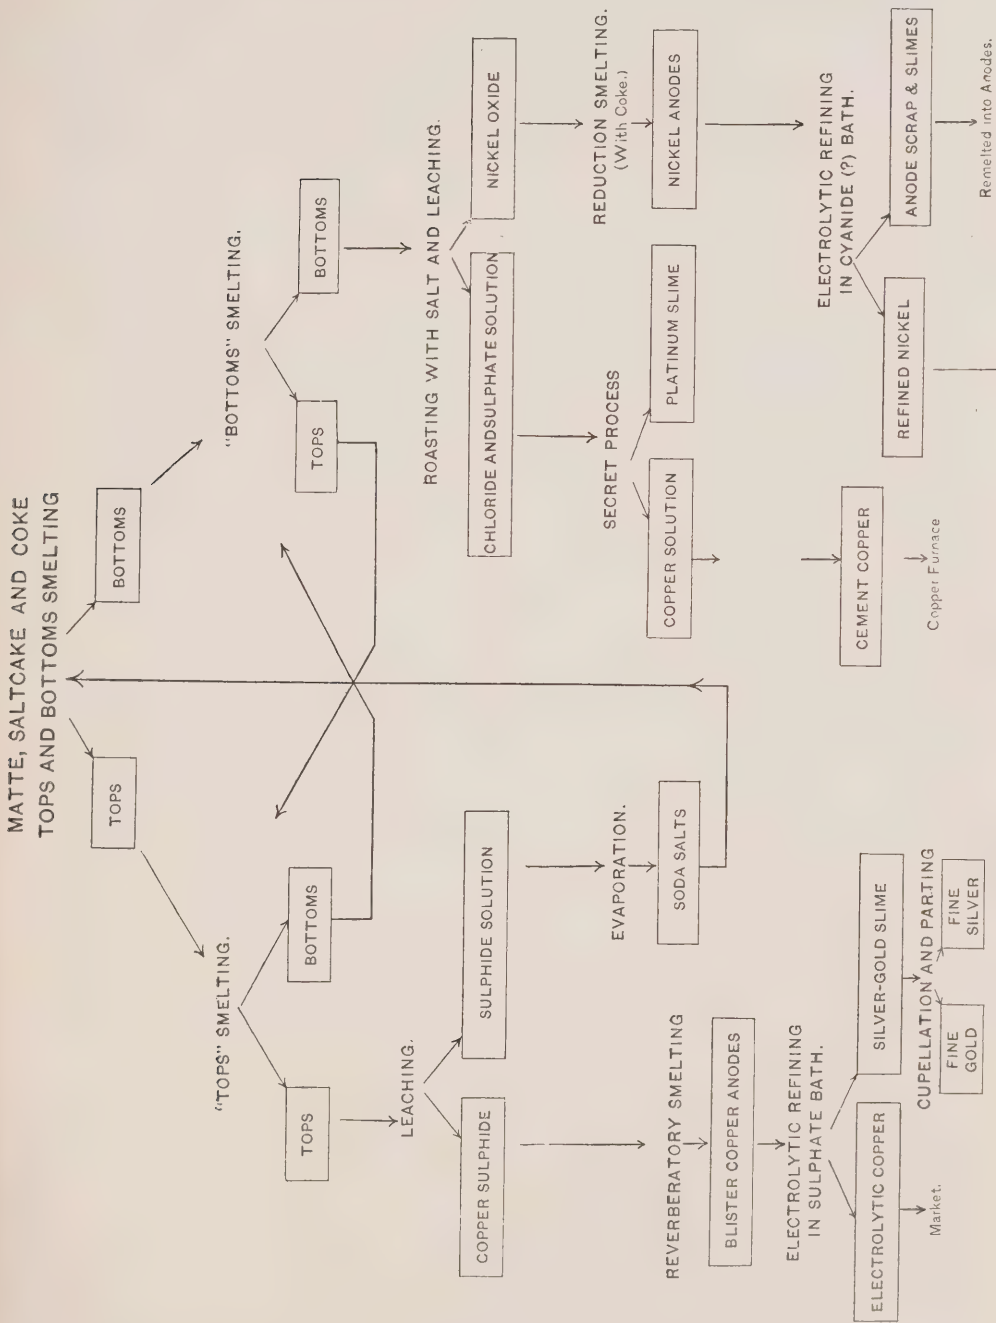 MATTE, SALTCAKE AND COKE
TOPS AND BOTTOMS SMELTING
TOPS
BOTTOMS
"TOPS" SMELTING.
"BOTTOMS" SMELTING.
TOPS
BOTTOMS
TOPS
BOTTOMS
LEACHING.
ROASTING WITH SALT AND LEACHING.
COPPER SULPHIDE
SULPHIDE SOLUTION
CHLORIDE ANDSULPHATE SOLUTION
NICKEL OXIDE
EVAPORATION.
SECRET PROCESS
REDUCTION SMELTING.
(With Coke.)
REVERBERATORY SMELTING
SODA SALTS
COPPER SOLUTION
PLATINUM SLIME
NICKEL ANODES
BLISTER COPPER ANODES
ELECTROLYTIC REFINING
IN SULPHATE BATH.
ELECTROLYTIC REFINING
IN CYANIDE (?) BATH.
ELECTROLYTIC COPPER
SILVER-GOLD SLIME
CEMENT COPPER
REFINED NICKEL
ANODE SCRAP & SLIMES
Market.
CUPELLATION AND PARTING
Copper Furnace
Remelted into Anodes.
FINE
GOLD
FINE
SILVER